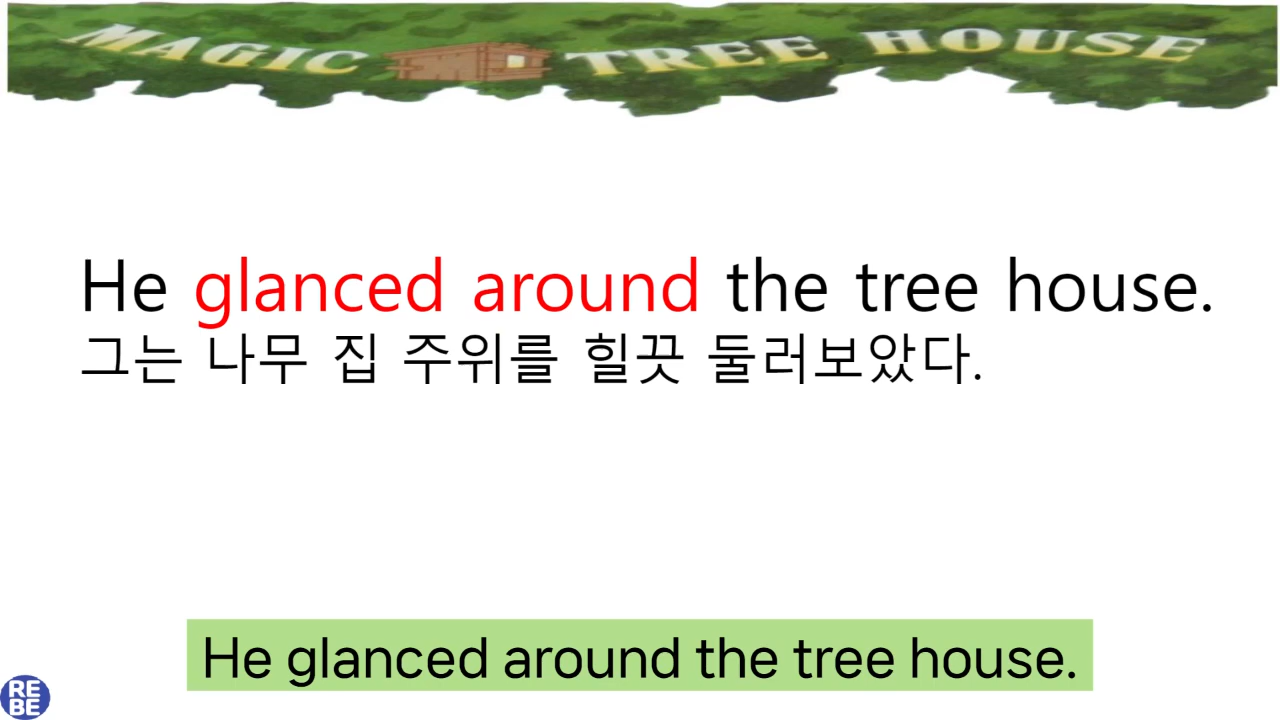 MAGIC TREE HOUSE
He glanced around the tree house.
그는 나무 집 주위를 힐끗 둘러보았다.
He glanced around the tree house.
RE
BE